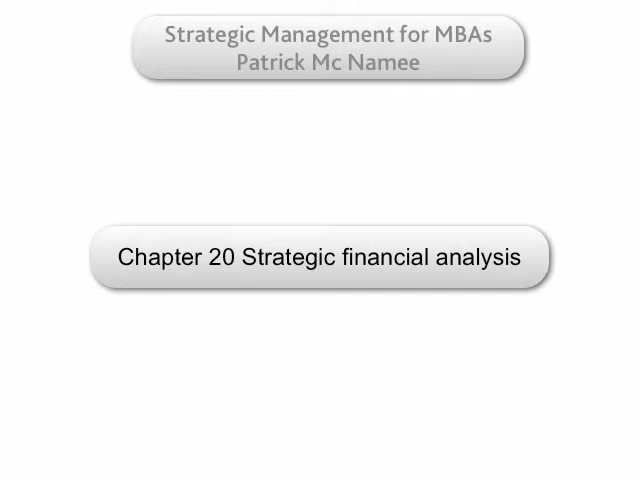 Strategic Management for MBAs
Patrick Mc Namee
Chapter 20 Strategic financial analysis